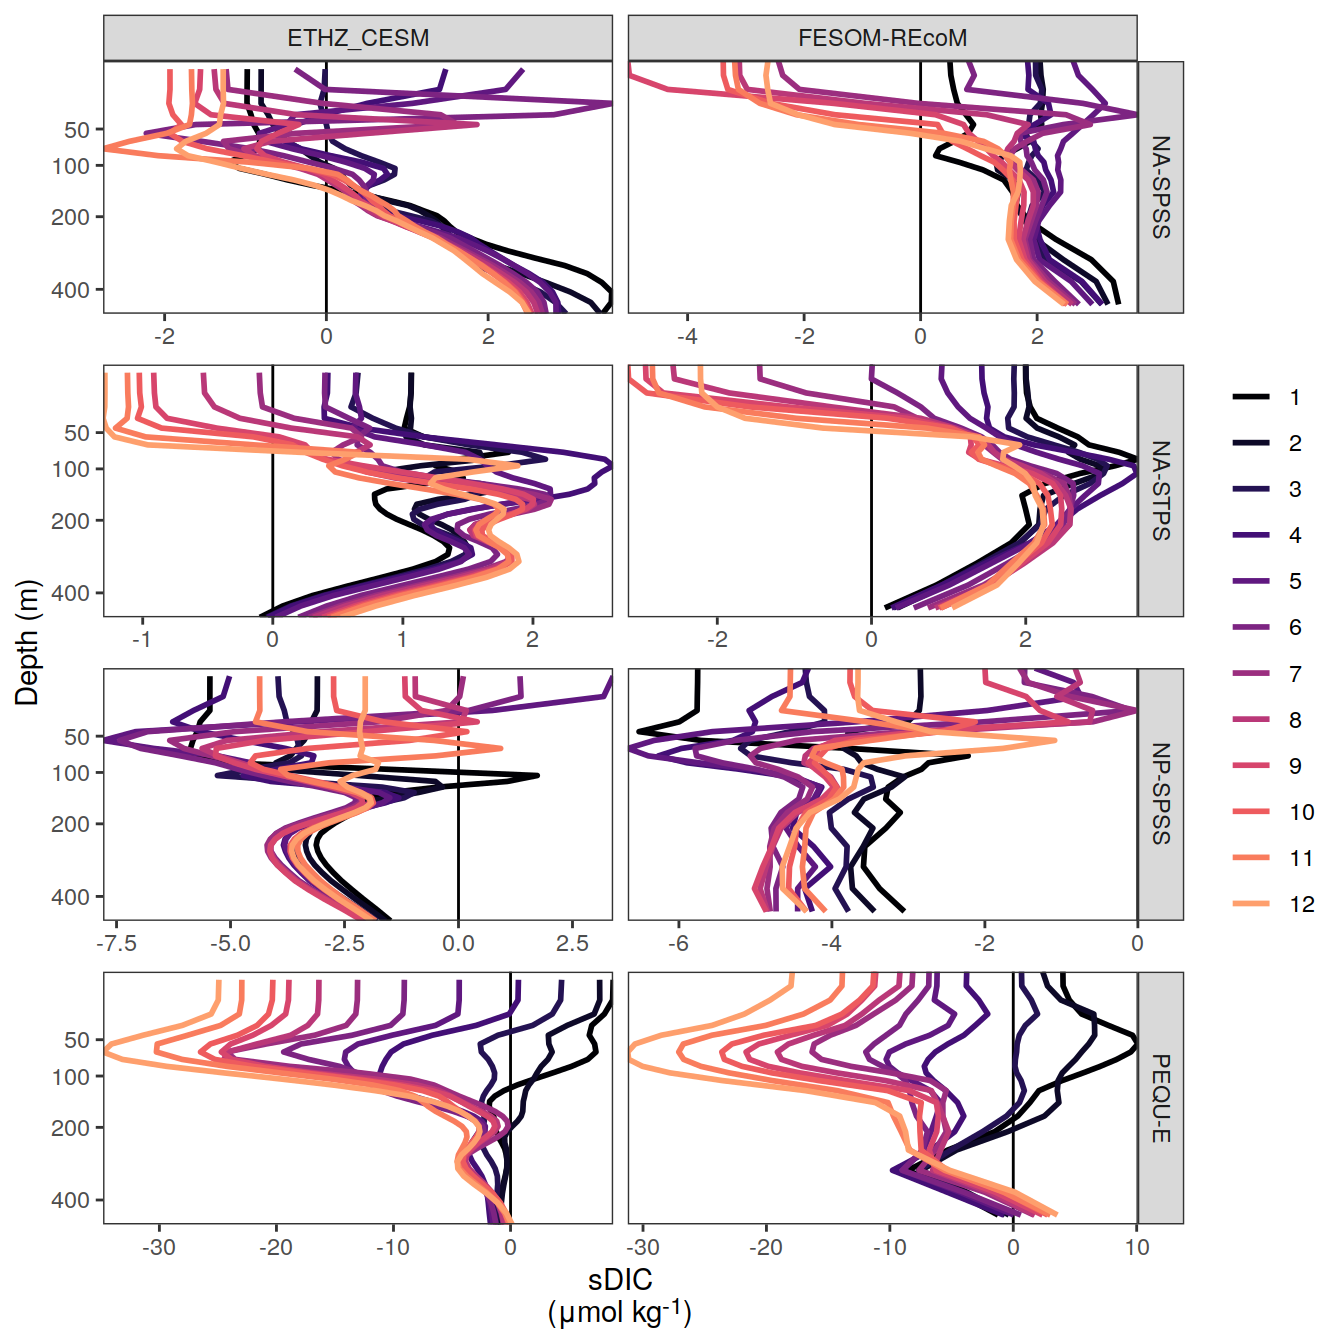 ETHZ_CESM FESOM-REcoM
50
100
200
400
NA-SPSS
-2 0 2 -4 -2 0 2
50
100
200
400
NA-STPS
-1 0 1 2 -2 0 2
50
100
200
400
NP-SPSS
-7.5 -5.0 -2.5 0.0 2.5 -6 -4 -2 0
50
100
200
400
PEQU-E
-30 -20 -10 0 -30 -20 -10 0 10
Depth (m)
sDIC
(µmol kg⁻¹)
1
2
3
4
5
6
7
8
9
10
11
12